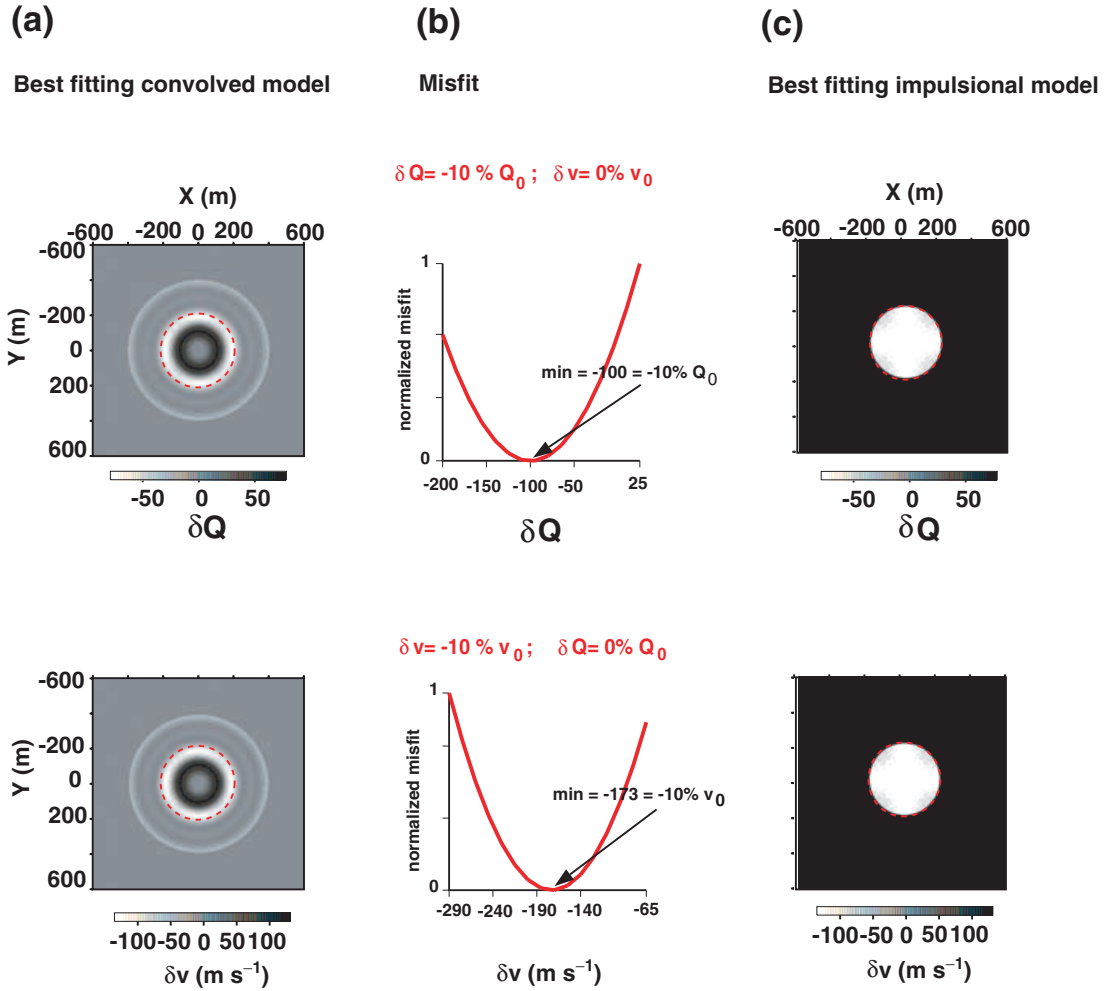 (a) (b) (c)
Best fitting convolved model Misfit Best fitting impulsional model
δQ= -10 % Q0 ; δv= 0% v0
X (m) X (m)
-600 -200 0 200 600 -600 -200 0 200 600
-600
-200
0
200
600
Y (m)
1
0
normalized misfit
min = -100 = -10% Q0
-200 -150 -100 -50 25
δQ
-50 0 50
δQ
-50 0 50
δQ
δv= -10 % v0 ; δQ= 0% Q0
-600
-200
0
200
600
Y (m)
1
0
normalized misfit
min = -173 = -10% v0
-290 -240 -190 -140 -65
δv (m s⁻¹)
-100 -50 0 50 100
δv (m s⁻¹)
-100 -50 0 50 100
δv (m s⁻¹)